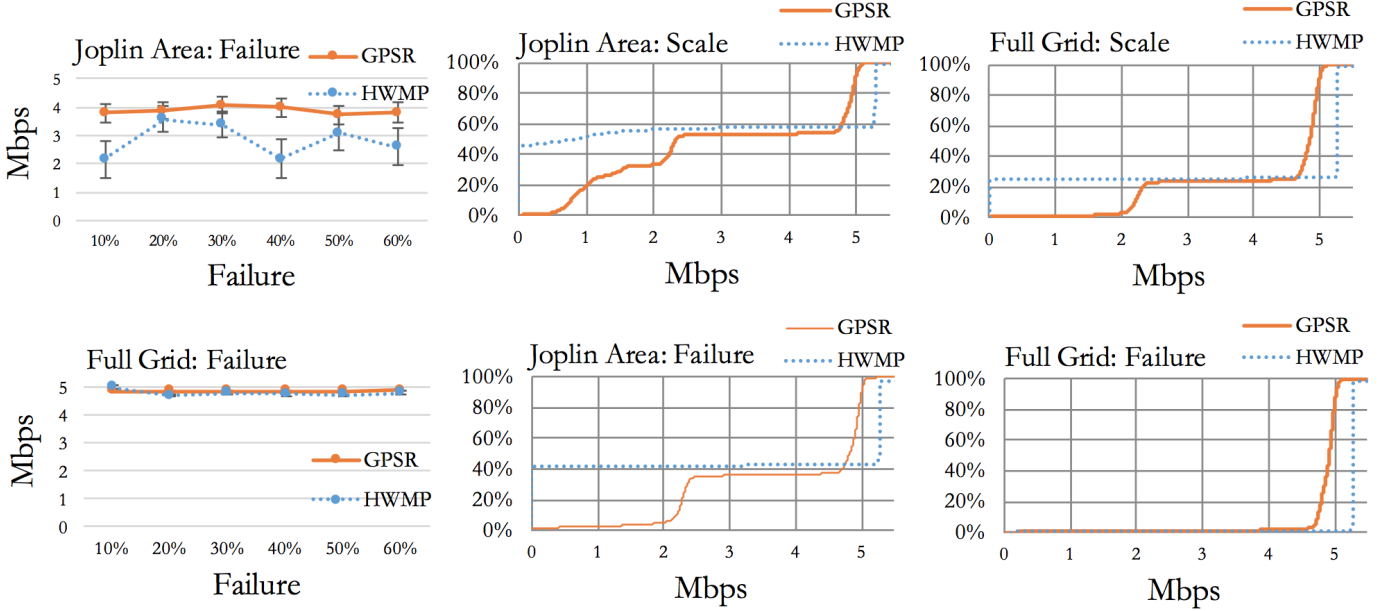 Joplin Area: Failure
GPSR
HWMP
5
4
3
2
1
0
Mbps
10% 20% 30% 40% 50% 60%
Failure
GPSR
HWMP
Joplin Area: Scale
100%
80%
60%
40%
20%
0%
0 1 2 3 4 5
Mbps
GPSR
HWMP
Full Grid: Scale
100%
80%
60%
40%
20%
0%
0 1 2 3 4 5
Mbps
Full Grid: Failure
5
4
3
2
1
0
Mbps
GPSR
HWMP
10% 20% 30% 40% 50% 60%
Failure
GPSR
HWMP
Joplin Area: Failure
100%
80%
60%
40%
20%
0%
0 1 2 3 4 5
Mbps
GPSR
HWMP
Full Grid: Failure
100%
80%
60%
40%
20%
0%
0 1 2 3 4 5
Mbps